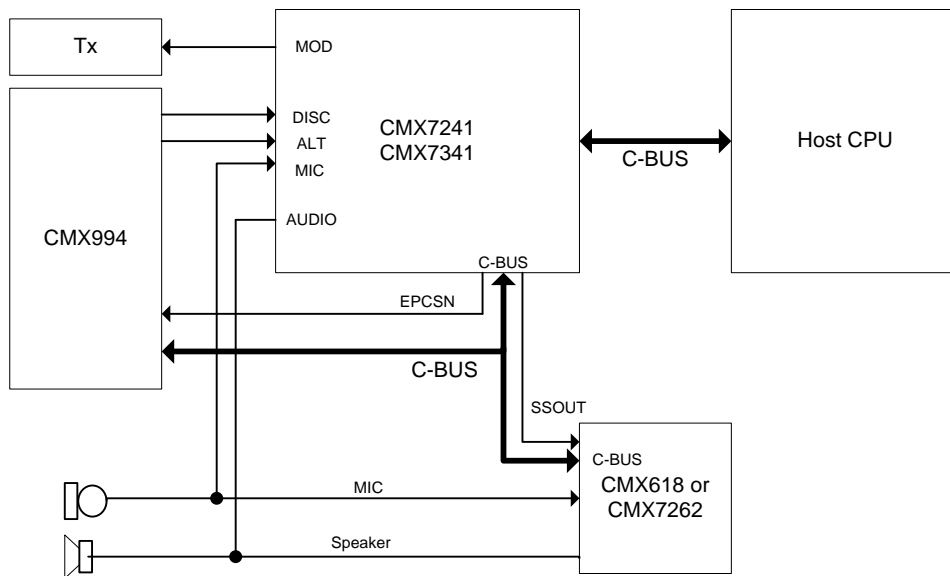 Tx
MOD
DISC
ALT
MIC
AUDIO
CMX7241
CMX7341
C-BUS
Host CPU
CMX994
C-BUS
EPCSN
C-BUS
SSOUT
C-BUS
CMX618 or
CMX7262
MIC
Speaker